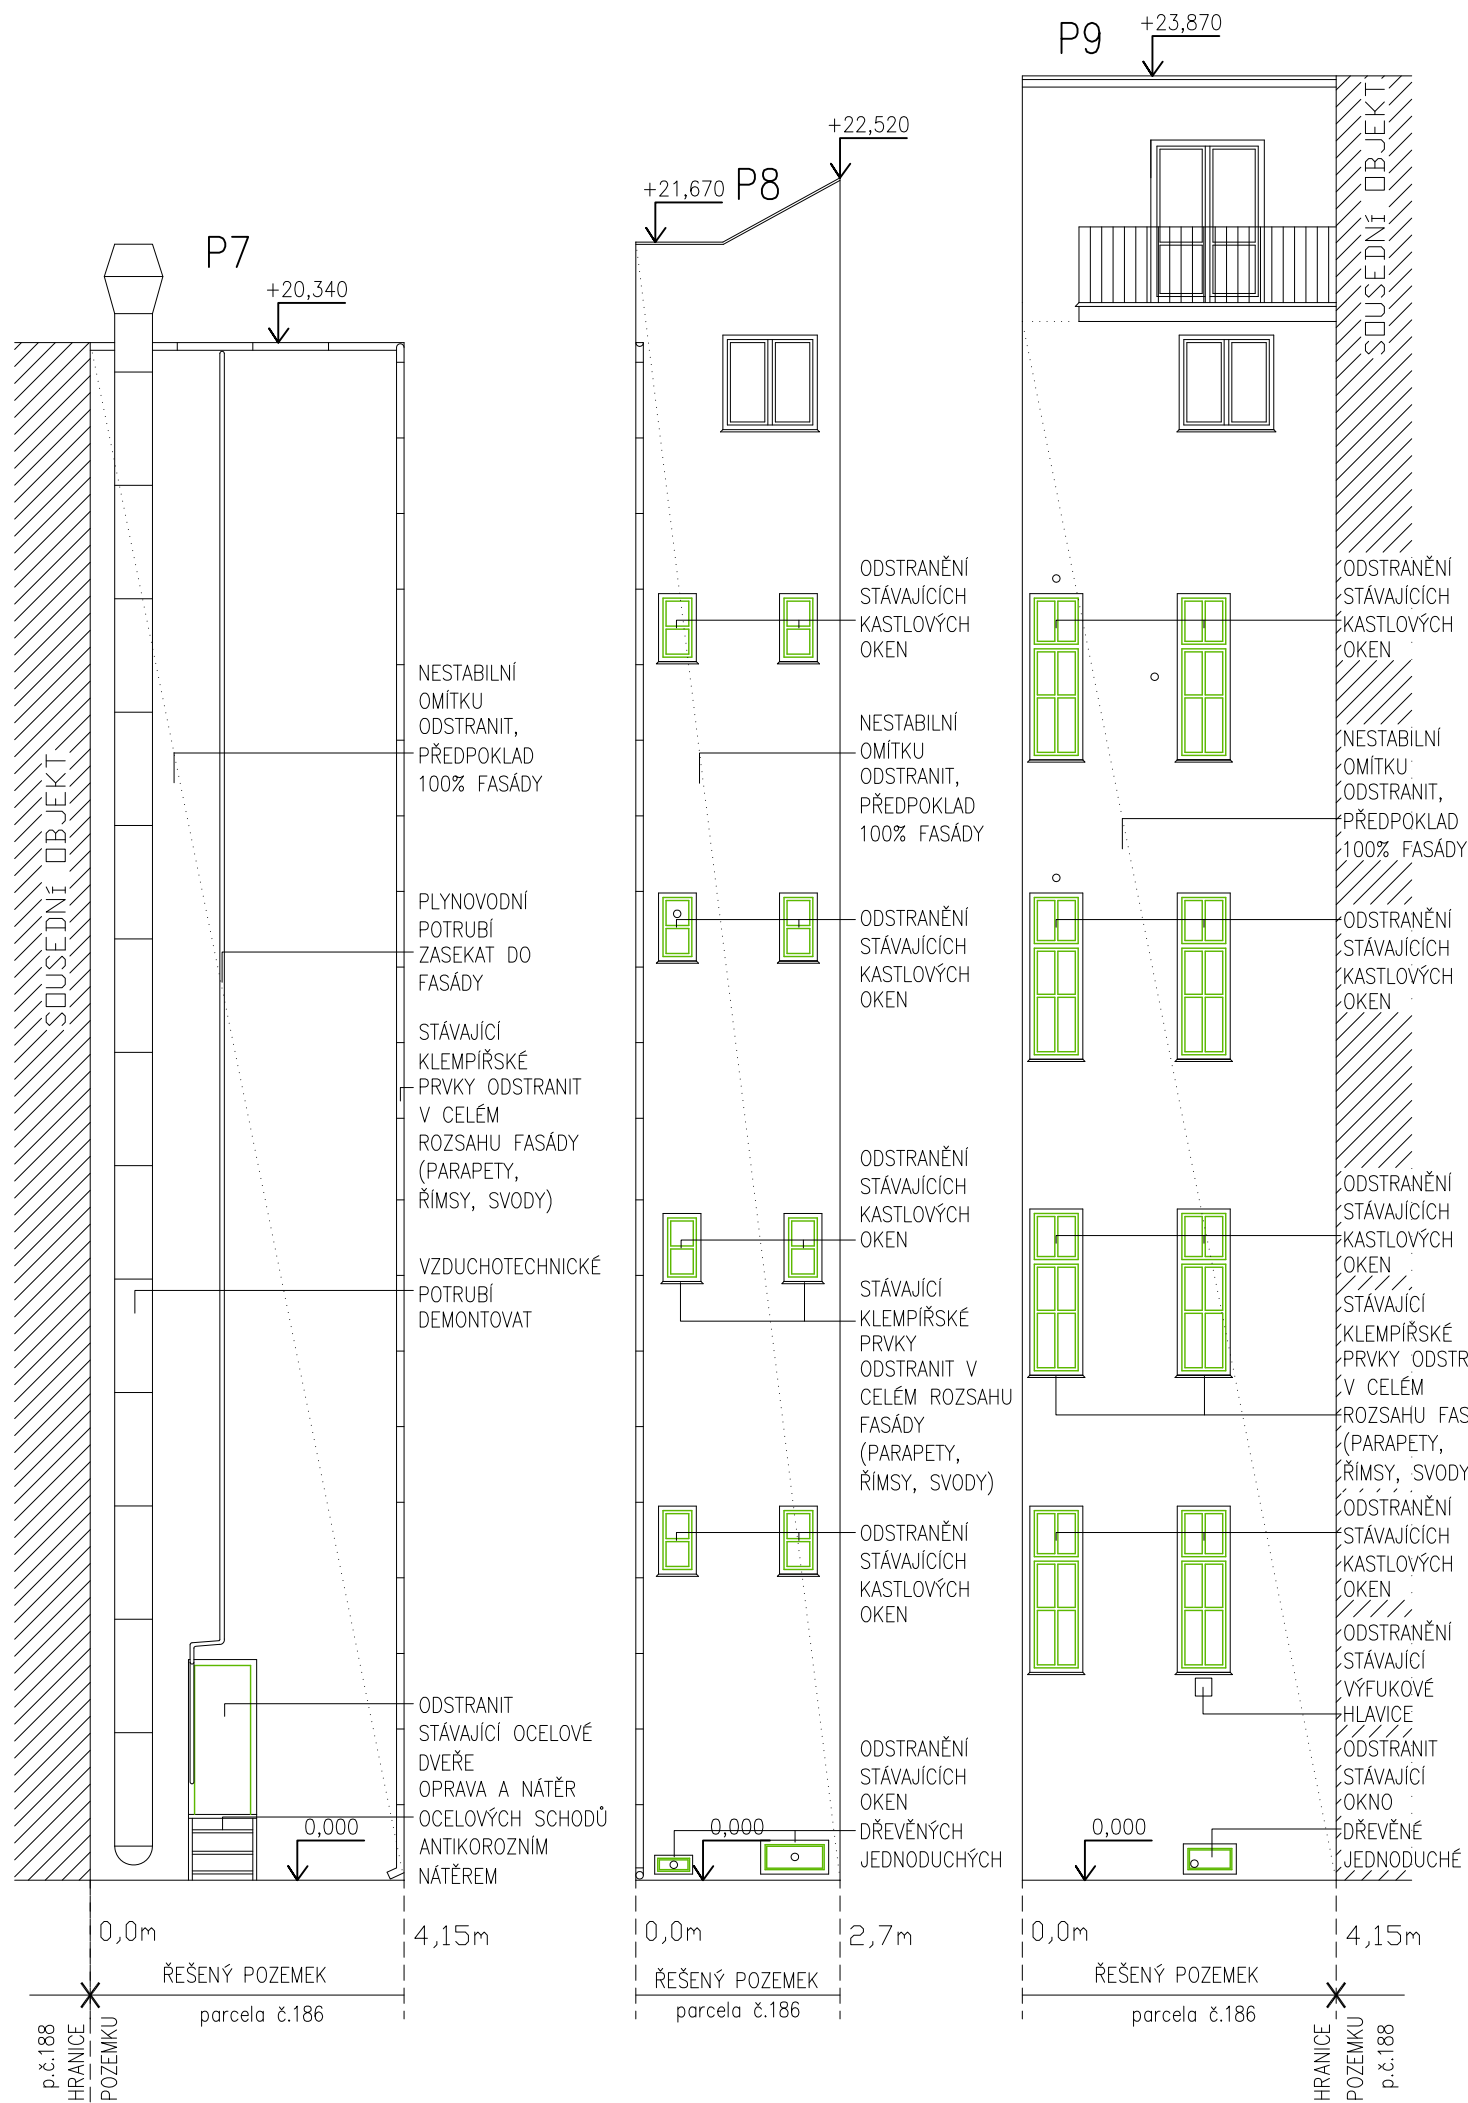 P7
+20,340
SOUSEDNÍ OBJEKT
NESTABILNÍ
OMÍTKU
ODSTRANIT,
PŘEDPOKLAD
100% FASÁDY
PLYNOVODNÍ
POTRUBÍ
ZASEKAT DO
FASÁDY
STÁVAJÍCÍ
KLEMPÍŘSKÉ
PRVKY ODSTRANIT
V CELÉM
ROZSAHU FASÁDY
(PARAPETY,
ŘÍMSY, SVODY)
VZDUCHOTECHNICKÉ
POTRUBÍ
DEMONTOVAT
ODSTRANIT
STÁVAJÍCÍ OCELOVÉ
DVEŘE
OPRAVA A NÁTĚR
OCELOVÝCH SCHODŮ
ANTIKOROZNÍM
NÁTĚREM
0,000
0,0m
4,15m
ŘEŠENÝ POZEMEK
parcela č.186
p.č.188
HRANICE
POZEMKU
P8
+21,670
+22,520
ODSTRANĚNÍ
STÁVAJÍCÍCH
KASTLOVÝCH
OKEN
NESTABILNÍ
OMÍTKU
ODSTRANIT,
PŘEDPOKLAD
100% FASÁDY
ODSTRANĚNÍ
STÁVAJÍCÍCH
KASTLOVÝCH
OKEN
ODSTRANĚNÍ
STÁVAJÍCÍCH
KASTLOVÝCH
OKEN
STÁVAJÍCÍ
KLEMPÍŘSKÉ
PRVKY
ODSTRANIT V
CELÉM ROZSAHU
FASÁDY
(PARAPETY,
ŘÍMSY, SVODY)
ODSTRANĚNÍ
STÁVAJÍCÍCH
KASTLOVÝCH
OKEN
ODSTRANĚNÍ
STÁVAJÍCÍCH
OKEN
DŘEVĚNÝCH
JEDNODUCHÝCH
0,000
0,0m
2,7m
ŘEŠENÝ POZEMEK
parcela č.186
P9
+23,870
SOUSEDNÍ OBJEKT
ODSTRANĚNÍ
STÁVAJÍCÍCH
KASTLOVÝCH
OKEN
NESTABILNÍ
OMÍTKU
ODSTRANIT,
PŘEDPOKLAD
100% FASÁDY
ODSTRANĚNÍ
STÁVAJÍCÍCH
KASTLOVÝCH
OKEN
ODSTRANĚNÍ
STÁVAJÍCÍCH
KASTLOVÝCH
OKEN
STÁVAJÍCÍ
KLEMPÍŘSKÉ
PRVKY ODSTR
V CELÉM
ROZSAHU FAS
(PARAPETY,
ŘÍMSY, SVODY
ODSTRANĚNÍ
STÁVAJÍCÍCH
KASTLOVÝCH
OKEN
ODSTRANĚNÍ
STÁVAJÍCÍ
VÝFUKOVÉ
HLAVICE
ODSTRANIT
STÁVAJÍCÍ
OKNO
DŘEVĚNÉ
JEDNODUCHÉ
0,000
0,0m
4,15m
ŘEŠENÝ POZEMEK
parcela č.186
HRANICE
POZEMKU
p.č.188